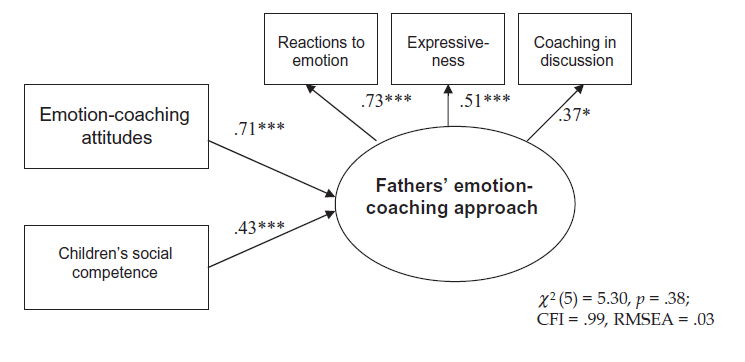 Reactions to
emotion
Expressive-
ness
Coaching in
discussion
.73***
.51***
.37*
Emotion-coaching
attitudes
.71***
Fathers’ emotion-
coaching approach
.43***
Children’s social
competence
χ² (5) = 5.30, p = .38;
CFI = .99, RMSEA = .03